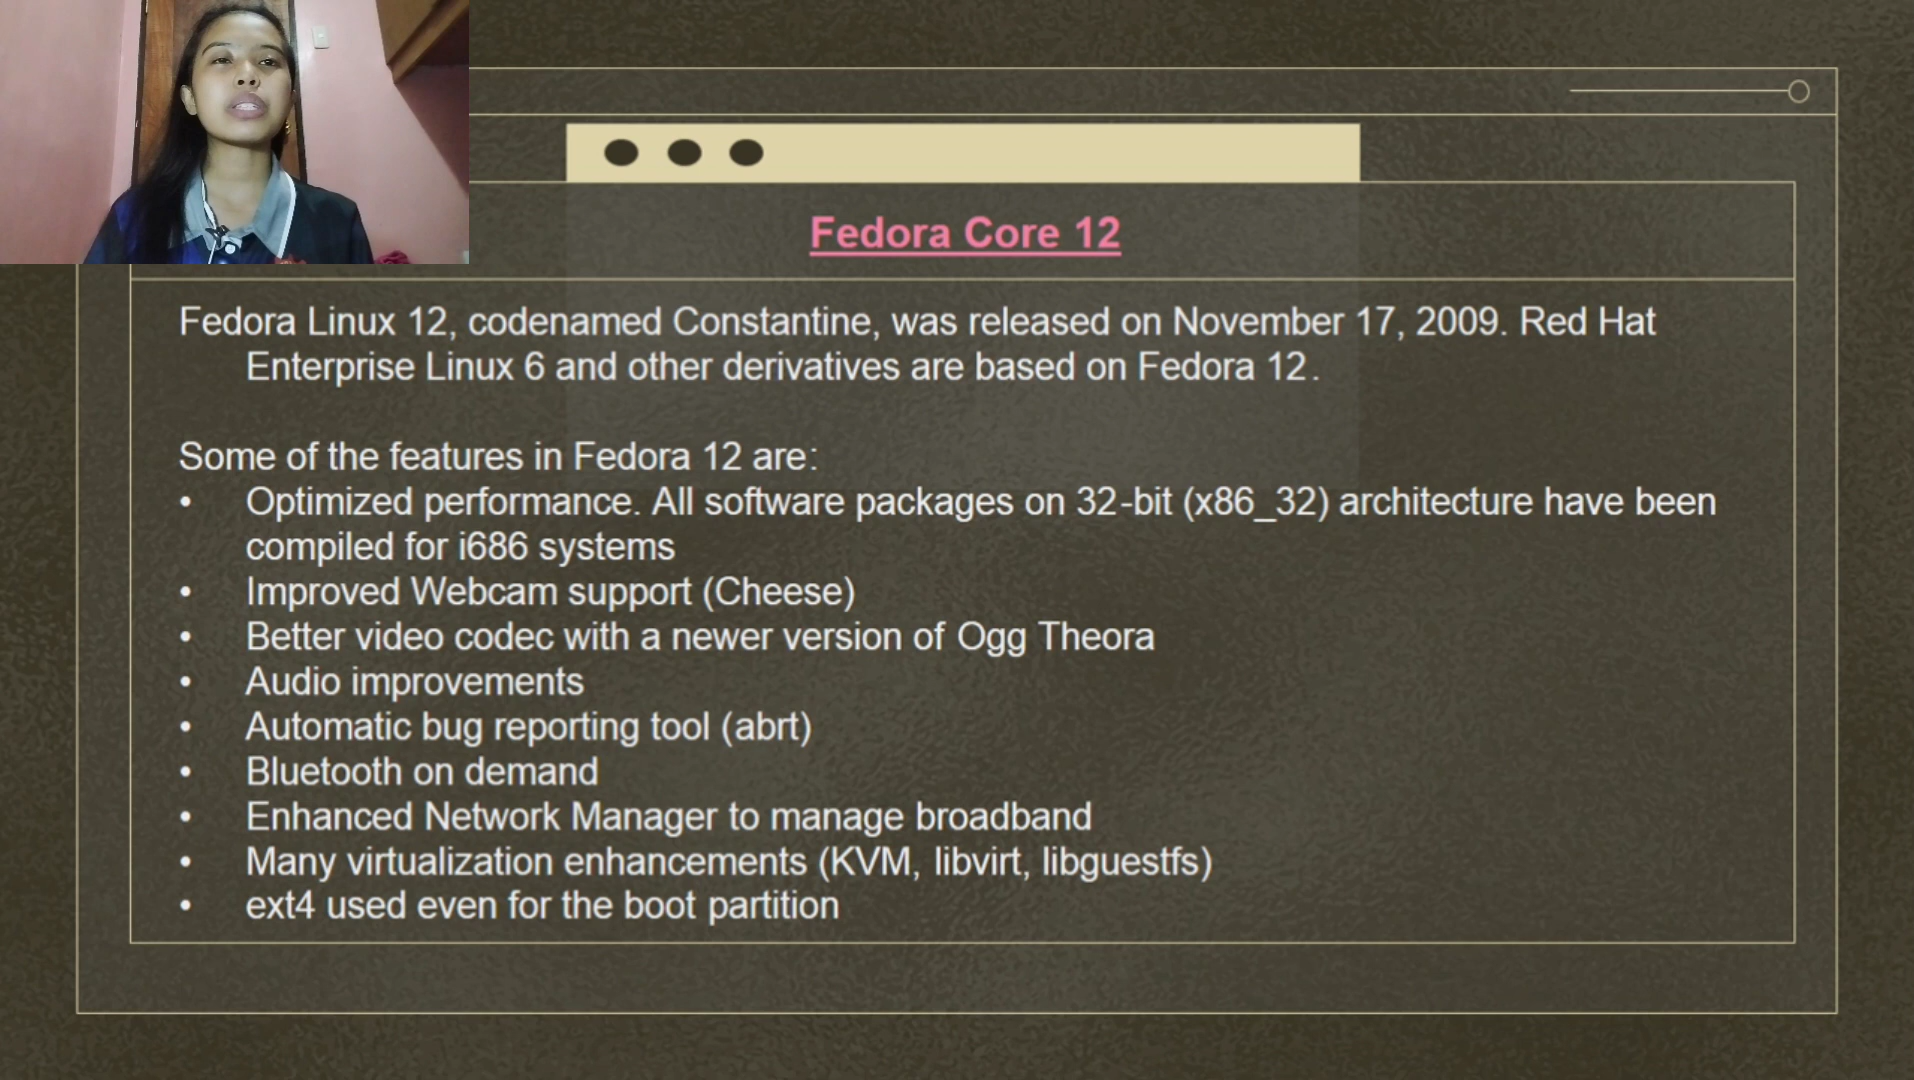 Fedora Core 12
Fedora Linux 12, codenamed Constantine, was released on November 17, 2009. Red Hat
Enterprise Linux 6 and other derivatives are based on Fedora 12.
Some of the features in Fedora 12 are:
• Optimized performance. All software packages on 32-bit (x86_32) architecture have been
compiled for i686 systems
• Improved Webcam support (Cheese)
• Better video codec with a newer version of Ogg Theora
• Audio improvements
• Automatic bug reporting tool (abrt)
• Bluetooth on demand
• Enhanced Network Manager to manage broadband
• Many virtualization enhancements (KVM, libvirt, libguestfs)
• ext4 used even for the boot partition